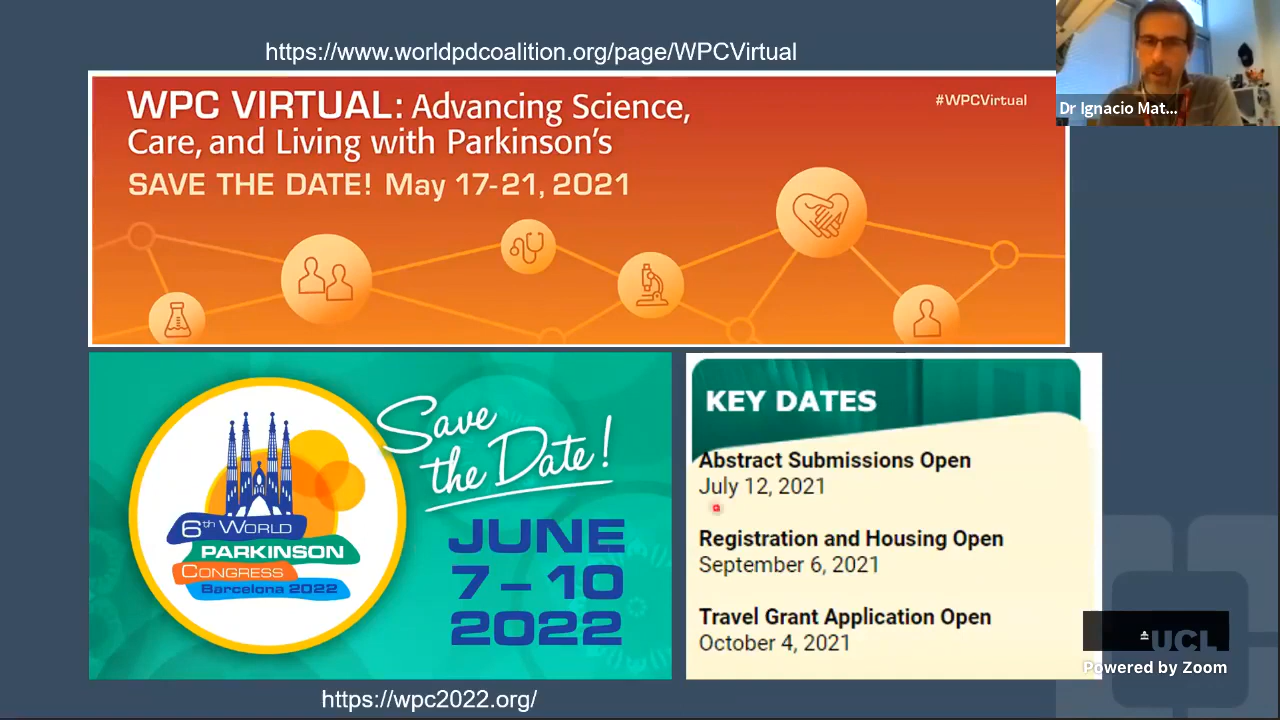 https://www.worldpdcoalition.org/page/WPCVirtual
WPC VIRTUAL: Advancing Science,
Care, and Living with Parkinson's
SAVE THE DATE! May 17-21, 2021
#WPCVirtual
Dr Ignacio Mat...
6th WORLD
PARKINSON
CONGRESS
Barcelona 2022
Save
the Date!
JUNE
7 – 10
2022
KEY DATES
Abstract Submissions Open
July 12, 2021
Registration and Housing Open
September 6, 2021
Travel Grant Application Open
October 4, 2021
UCL
Powered by Zoom
https://wpc2022.org/